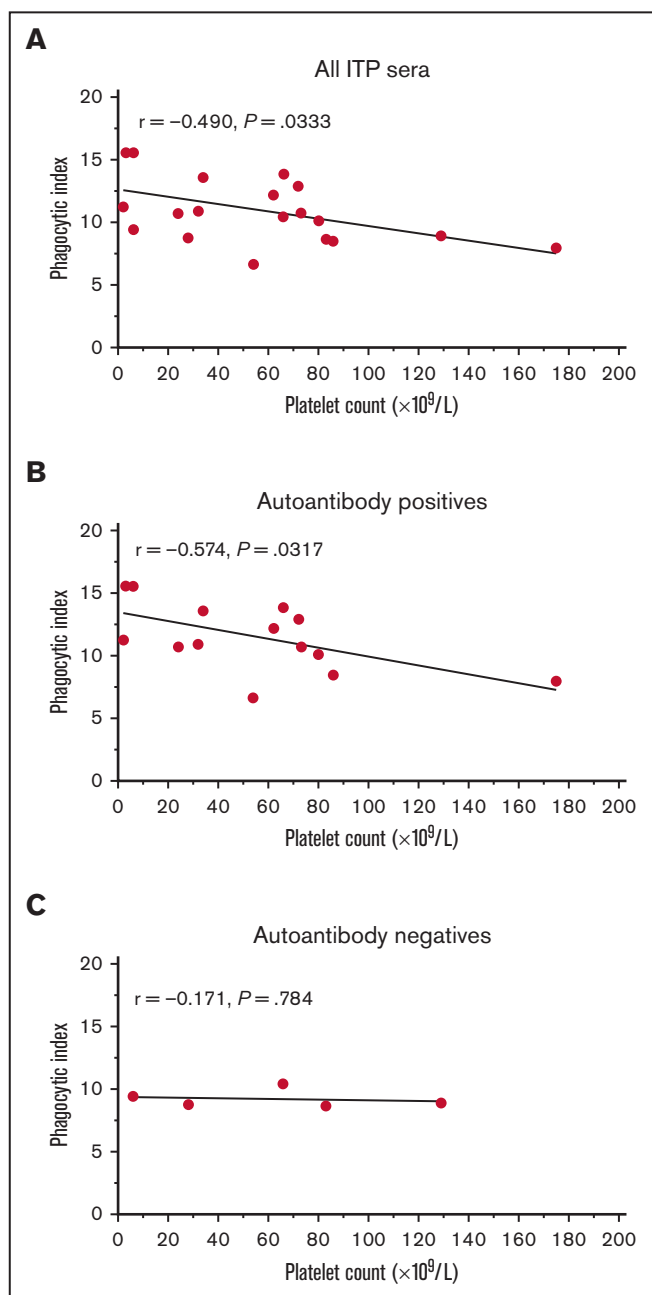 A
All ITP sera
r = –0.490, P = .0333
Phagocytic index
20
15
10
5
0
0 20 40 60 80 100 120 140 160 180 200
Platelet count (×10⁹/L)
B
Autoantibody positives
r = –0.574, P = .0317
Phagocytic index
20
15
10
5
0
0 20 40 60 80 100 120 140 160 180 200
Platelet count (×10⁹/L)
C
Autoantibody negatives
r = –0.171, P = .784
Phagocytic index
20
15
10
5
0
0 20 40 60 80 100 120 140 160 180 200
Platelet count (×10⁹/L)